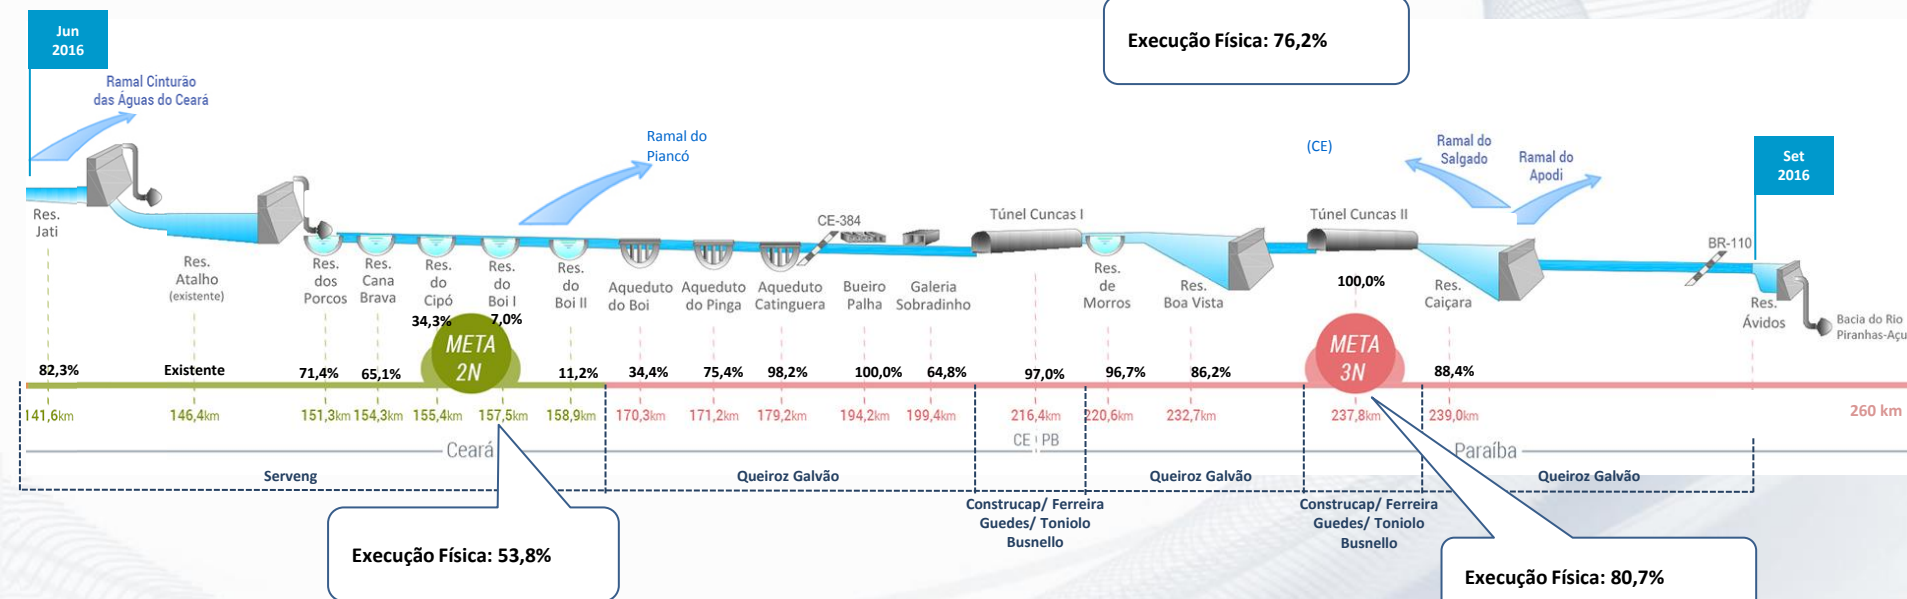 Execução Física: 76,2%
Jun
2016
Ramal Cinturão
das Águas do Ceará
Ramal do
Piancó
(CE)
Ramal do
Salgado
Ramal do
Apodi
Set
2016
Res.
Jati
Res.
Atalho
(existente)
Res.
dos
Porcos
Res.
Cana
Brava
Res.
do
Cipó
Res.
do
Boi I
Res.
do
Boi II
Aqueduto
do Boi
Aqueduto
do Pinga
Aqueduto
Catinguera
CE-384
Bueiro
Palha
Galeria
Sobradinho
Túnel Cuncas I
Res.
de
Morros
Res.
Boa Vista
Túnel Cuncas II
100,0%
Res.
Caiçara
BR-110
Res.
Ávidos
Bacia do Rio
Piranhas-Açu
34,3%
7,0%
META
2N
META
3N
82,3%
Existente
71,4%
65,1%
11,2%
34,4%
75,4%
98,2%
100,0%
64,8%
97,0%
96,7%
86,2%
88,4%
141,6km
146,4km
151,3km
154,3km
155,4km
157,5km
158,9km
170,3km
171,2km
179,2km
194,2km
199,4km
216,4km
220,6km
232,7km
237,8km
239,0km
260 km
CE PB
Ceará
Paraíba
Serveng
Queiroz Galvão
Construcap/ Ferreira
Guedes/ Toniolo
Busnello
Queiroz Galvão
Construcap/ Ferreira
Guedes/ Toniolo
Busnello
Queiroz Galvão
Execução Física: 53,8%
Execução Física: 80,7%